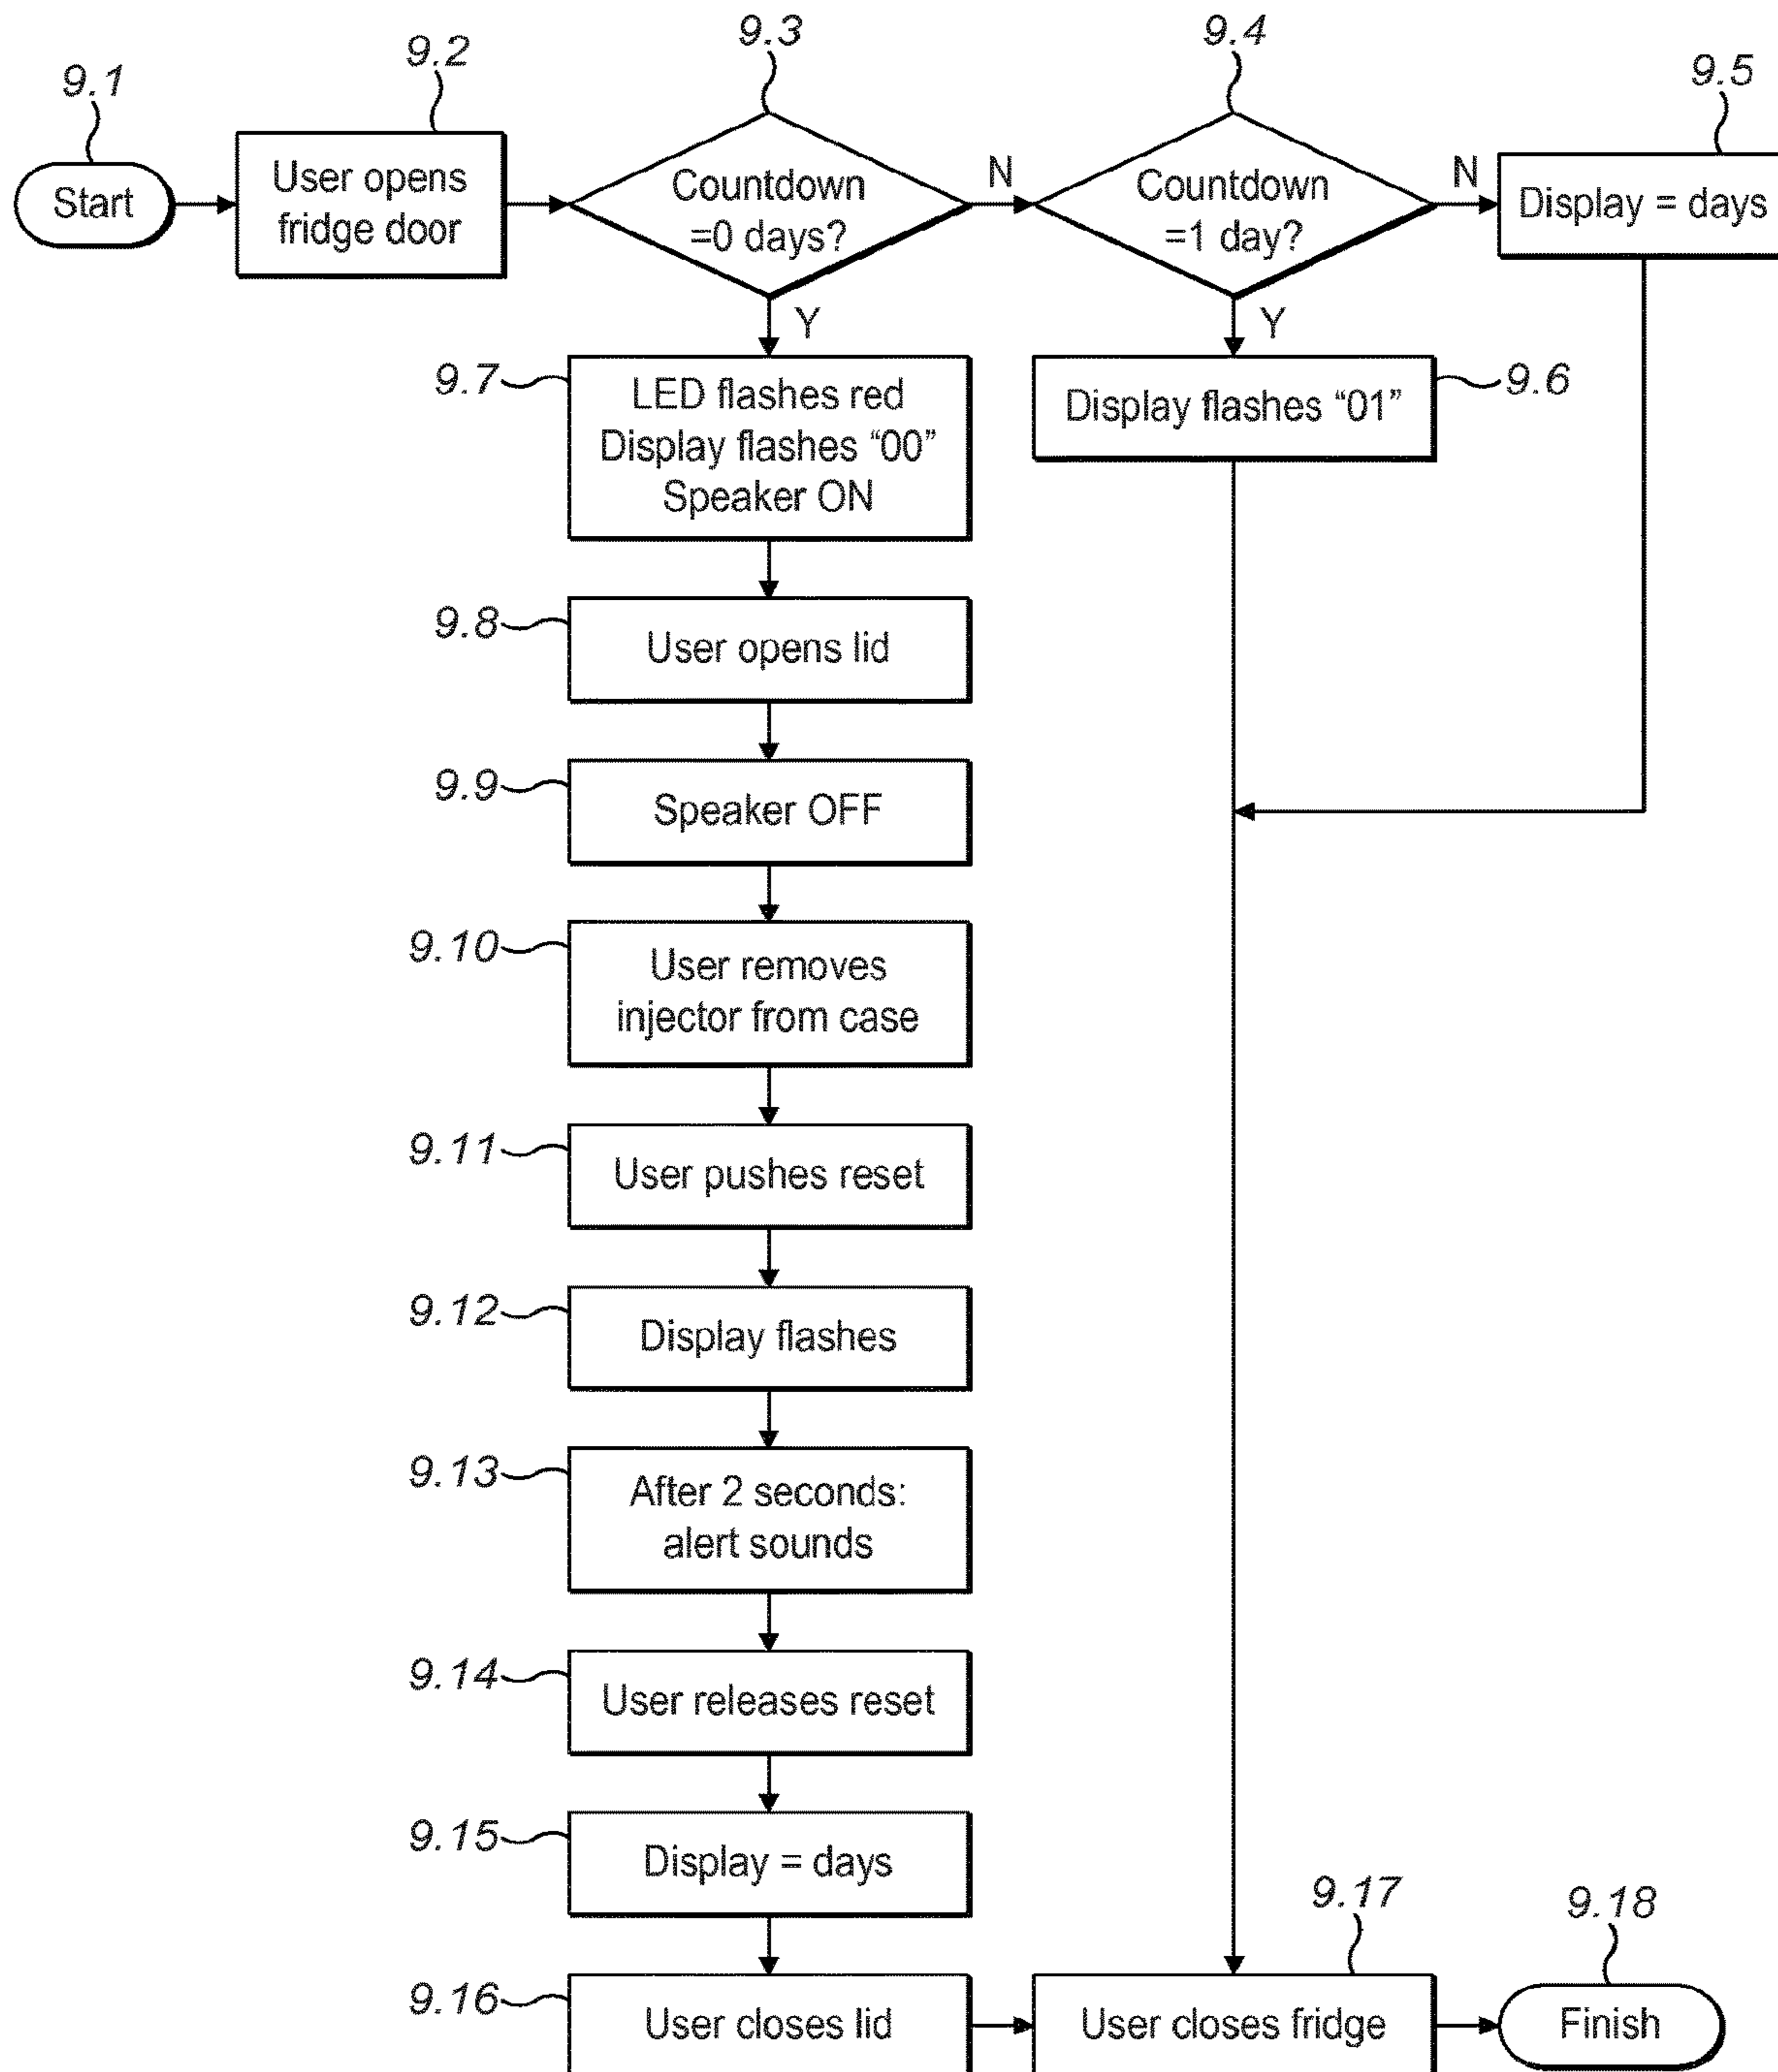 9.1
Start
9.2
User opens
fridge door
9.3
Countdown
=0 days?
N
Y
9.4
Countdown
=1 day?
N
Y
9.5
Display = days
9.6
Display flashes “01”
9.7
LED flashes red
Display flashes “00”
Speaker ON
9.8
User opens lid
9.9
Speaker OFF
9.10
User removes
injector from case
9.11
User pushes reset
9.12
Display flashes
9.13
After 2 seconds:
alert sounds
9.14
User releases reset
9.15
Display = days
9.16
User closes lid
9.17
User closes fridge
9.18
Finish